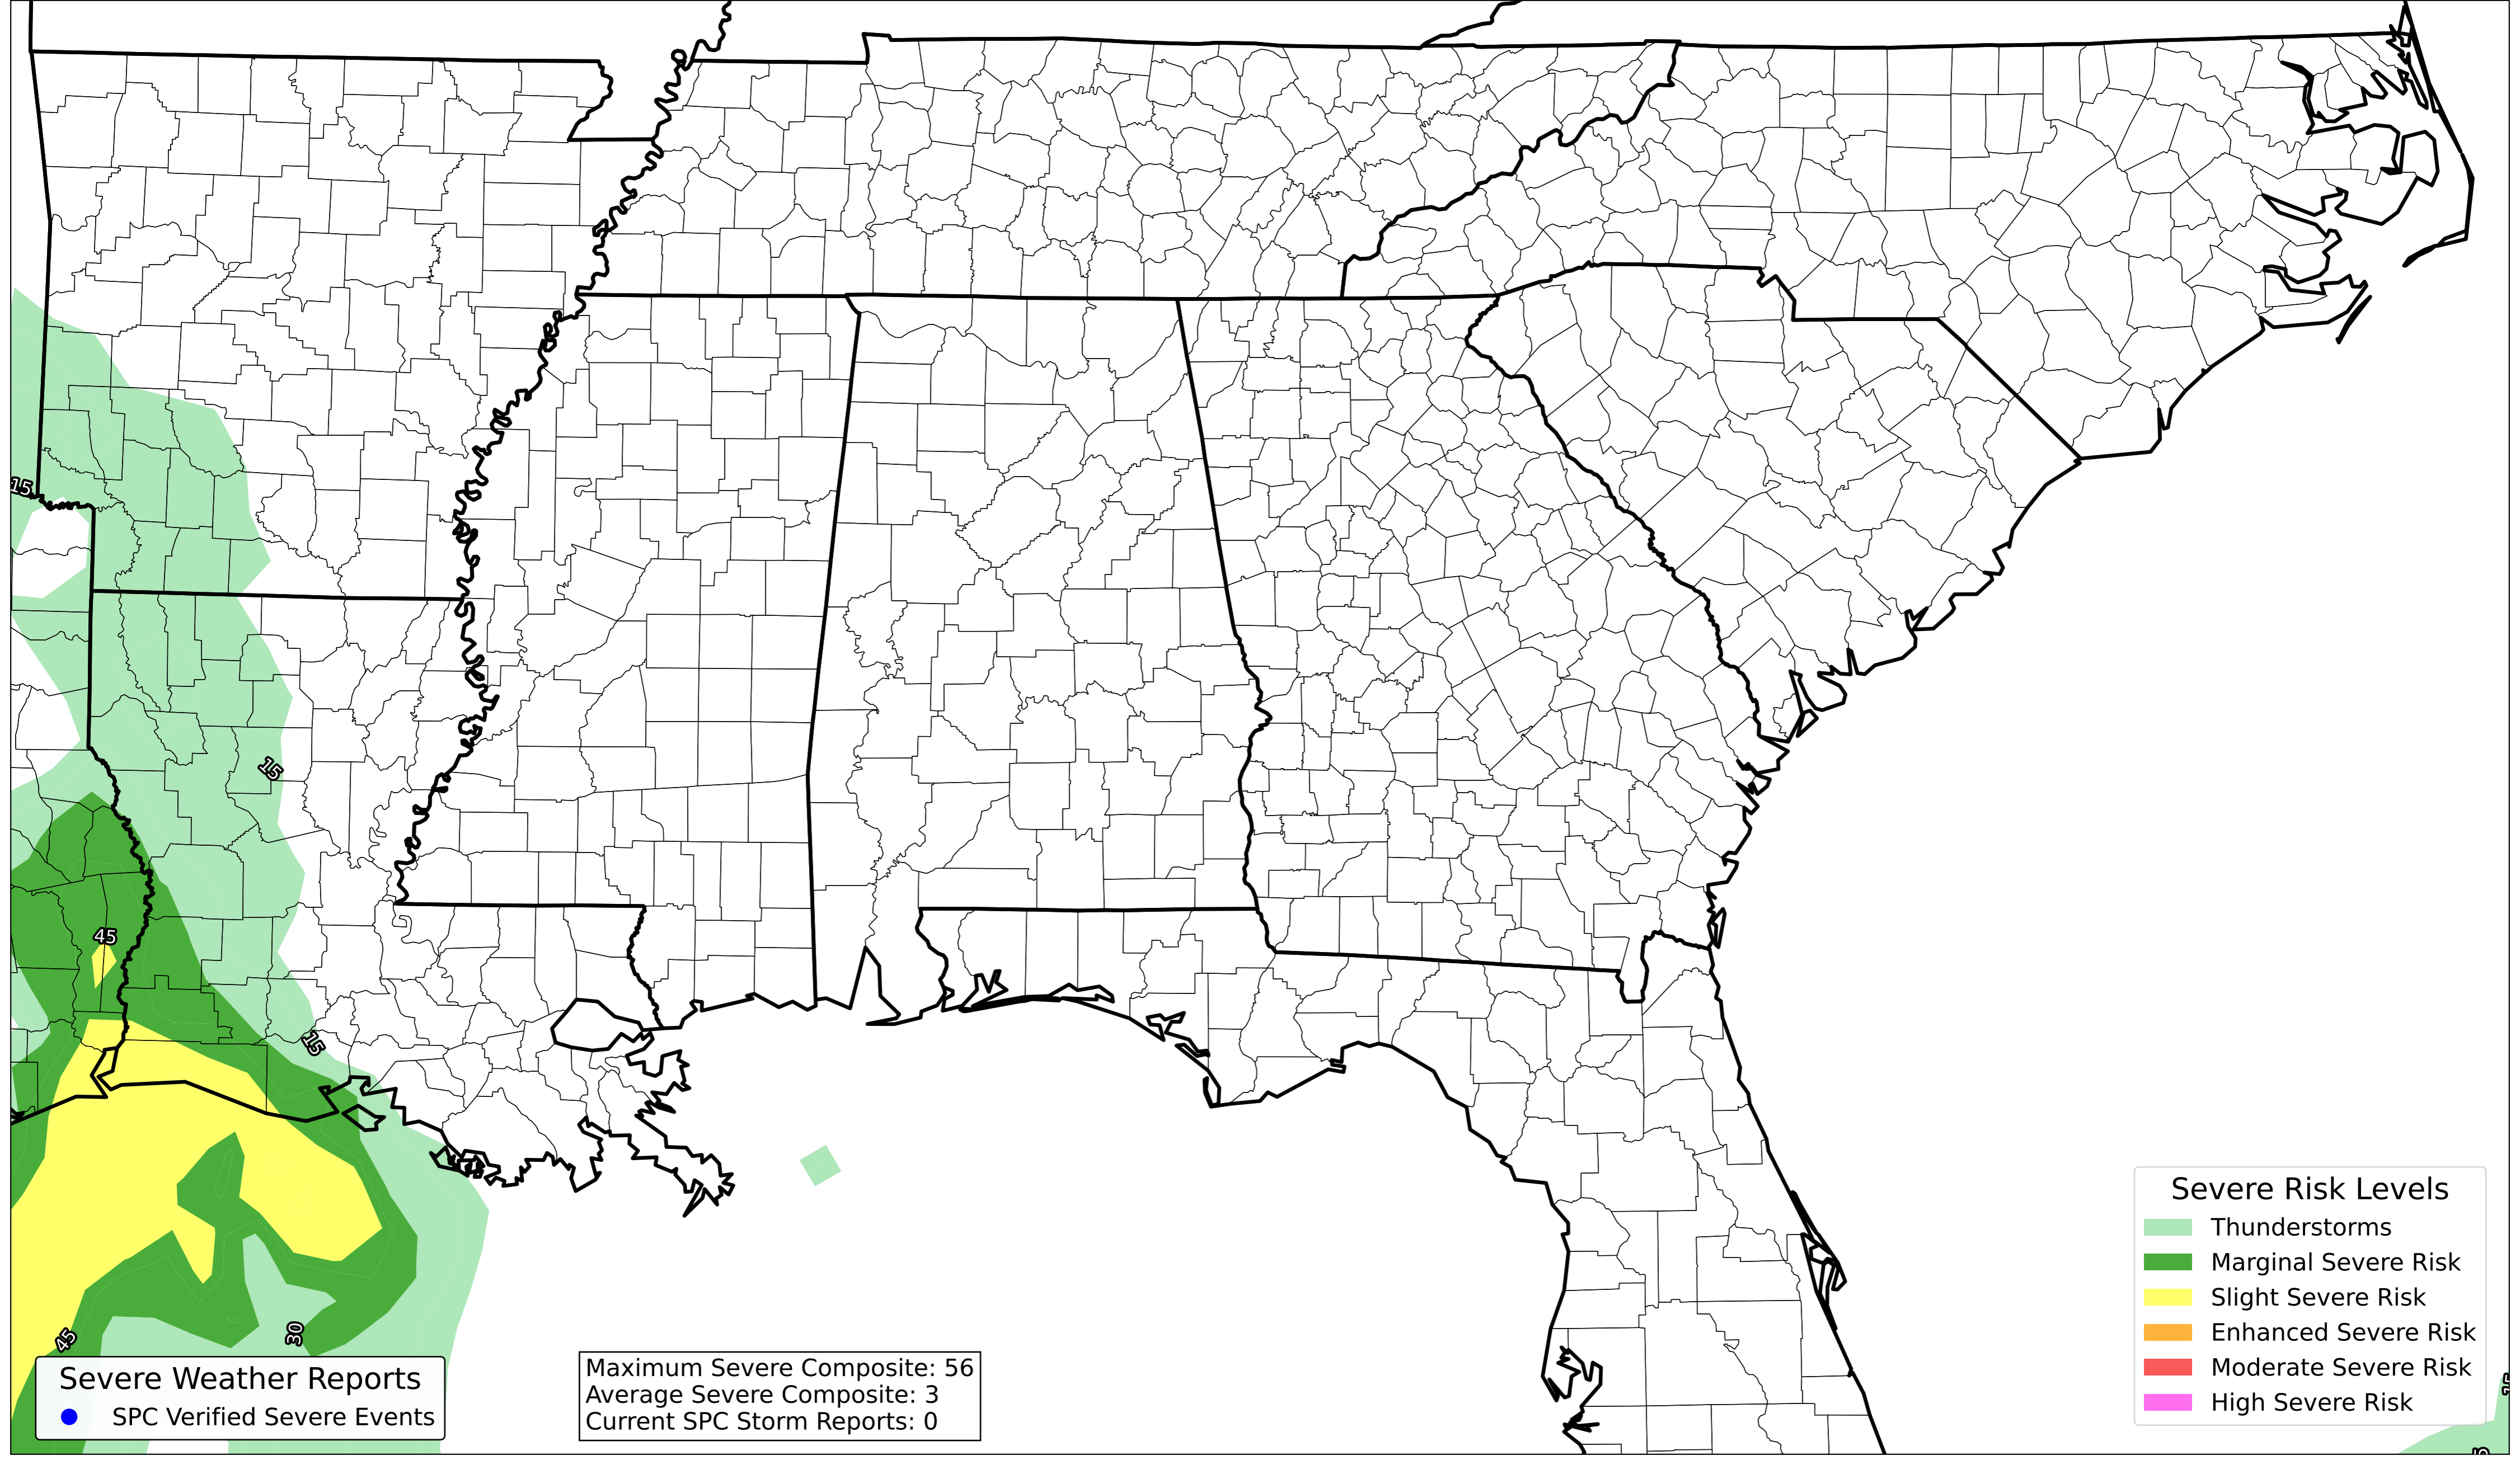 15
15
45
15
45
30
Severe Weather Reports
SPC Verified Severe Events
Maximum Severe Composite: 56
Average Severe Composite: 3
Current SPC Storm Reports: 0
Severe Risk Levels
Thunderstorms
Marginal Severe Risk
Slight Severe Risk
Enhanced Severe Risk
Moderate Severe Risk
High Severe Risk